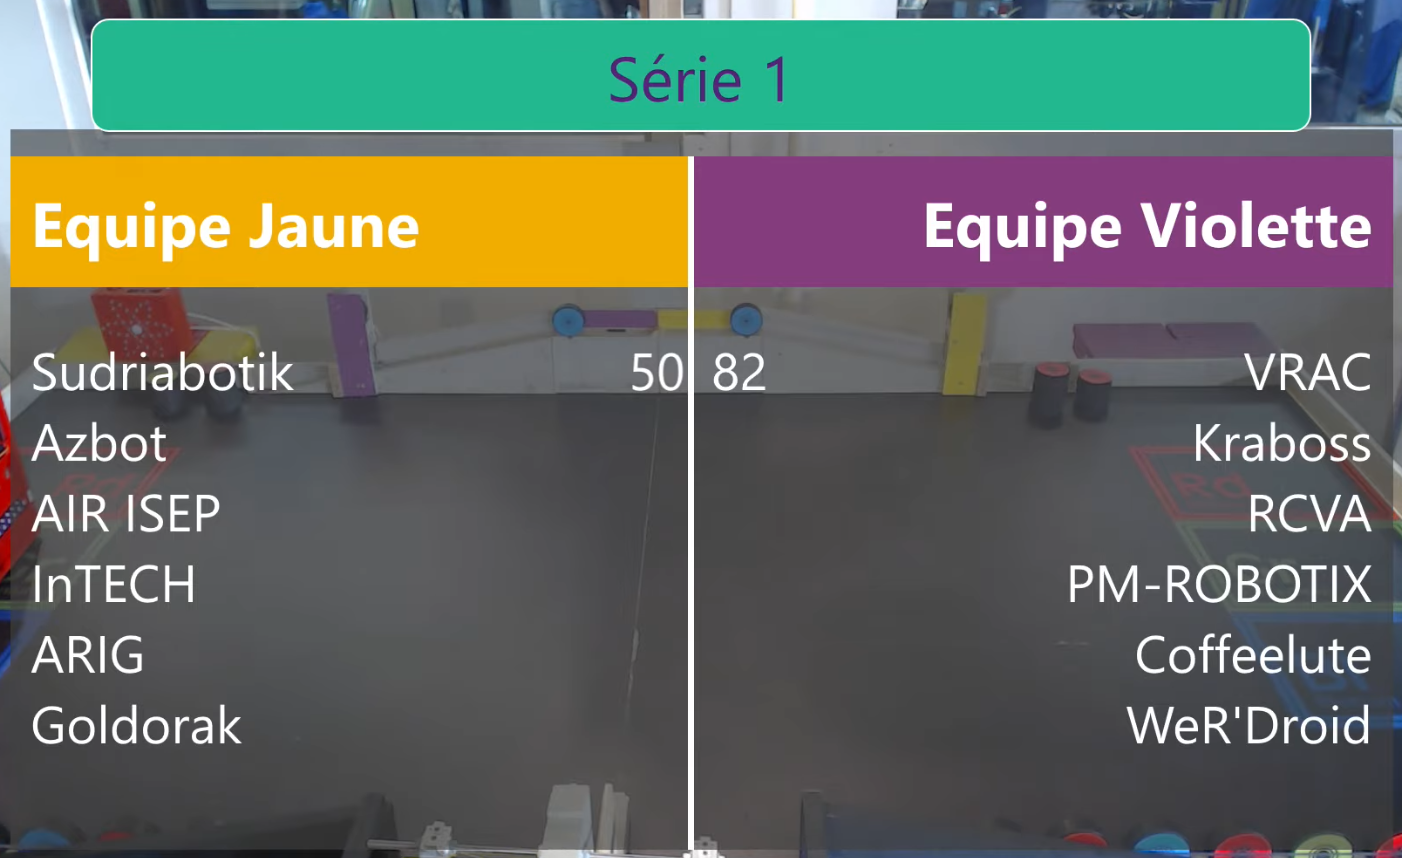 Série 1
Equipe Jaune Equipe Violette
Sudriabotik 50 82 VRAC
Azbot Kraboss
AIR ISEP RCVA
InTECH PM-ROBOTIX
ARIG Coffeelute
Goldorak WeR'Droid